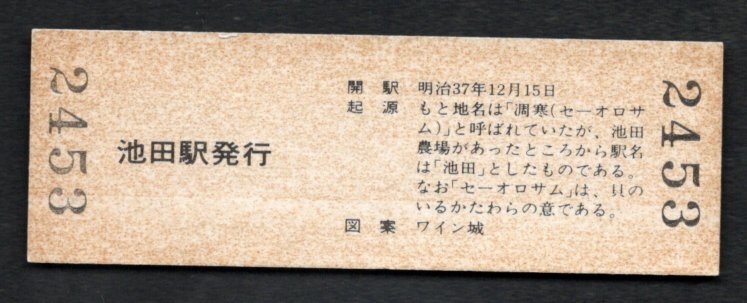 2453
池田駅発行
開駅 明治37年12月15日
起源 もと地名は「凋寒(セーオロサ
ム)」と呼ばれていたが、池田
農場があったところから駅名
は「池田」としたものである。
なお「セーオロサム」は、貝の
いるかたわらの意である。
図案 ワイン城
2453